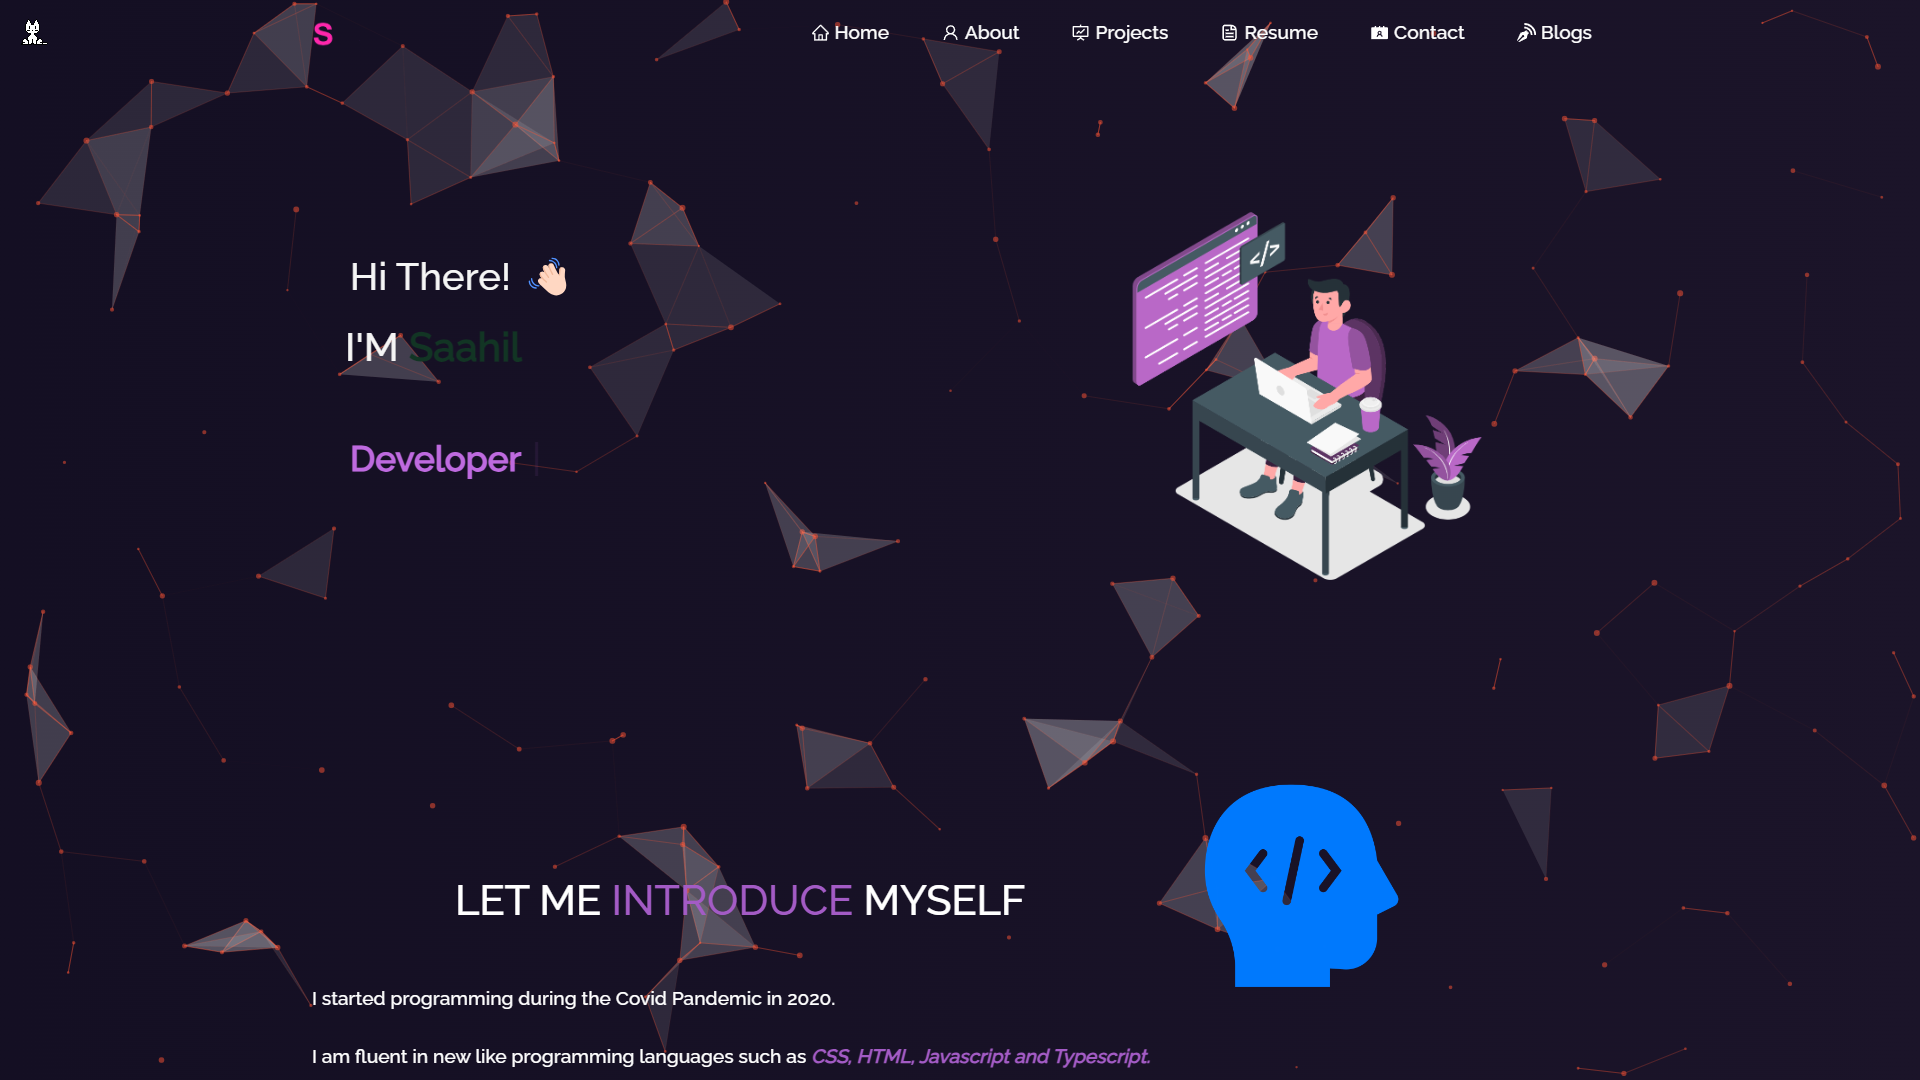 S
Home
About
Projects
Resume
Contact
Blogs
Hi There! 👋🏻
I'M Saahil
Developer
</>
LET ME INTRODUCE MYSELF
I started programming during the Covid Pandemic in 2020.
I am fluent in new like programming languages such as CSS, HTML, Javascript and Typescript.